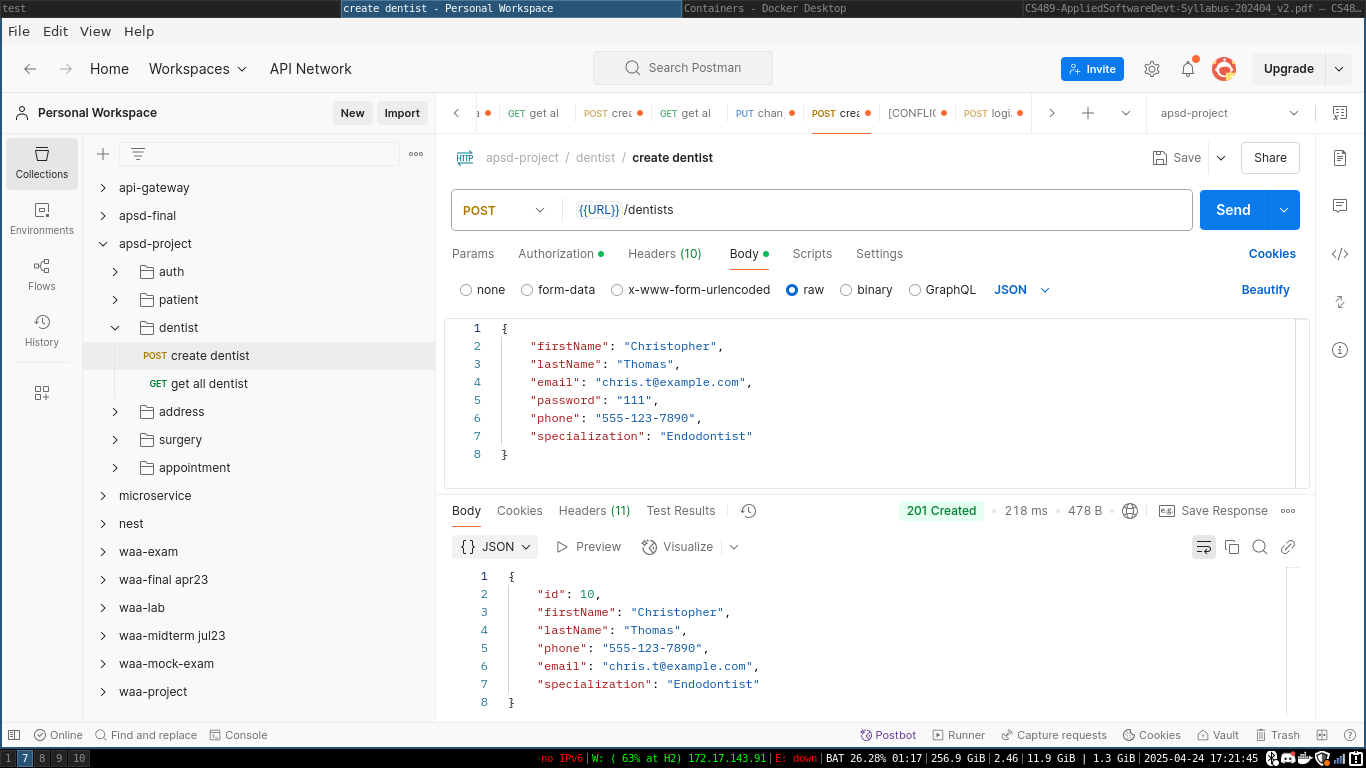 test
create dentist - Personal Workspace
Containers - Docker Desktop
CS489-AppliedSoftwareDevt-Syllabus-202404_v2.pdf — CS48…
File Edit View Help
Home Workspaces API Network
Search Postman
Invite
Upgrade
Personal Workspace New Import
GET get al
POST crea
GET get al
PUT chan
POST crea
[CONFLIC
POST logi
apsd-project
Collections
Environments
Flows
History
api-gateway
apsd-final
apsd-project
auth
patient
dentist
POST create dentist
GET get all dentist
address
surgery
appointment
microservice
nest
waa-exam
waa-final apr23
waa-lab
waa-midterm jul23
waa-mock-exam
waa-project
HTTP apsd-project / dentist / create dentist
Save Share
POST {{URL}} /dentists
Send
Params Authorization Headers (10) Body Scripts Settings Cookies
none form-data x-www-form-urlencoded raw binary GraphQL JSON Beautify
1 {
2 "firstName": "Christopher",
3 "lastName": "Thomas",
4 "email": "chris.t@example.com",
5 "password": "111",
6 "phone": "555-123-7890",
7 "specialization": "Endodontist"
8 }
Body Cookies Headers (11) Test Results
201 Created 218 ms 478 B e.g. Save Response
{} JSON Preview Visualize
1 {
2 "id": 10,
3 "firstName": "Christopher",
4 "lastName": "Thomas",
5 "phone": "555-123-7890",
6 "email": "chris.t@example.com",
7 "specialization": "Endodontist"
8 }
Online Find and replace Console
Postbot Runner Capture requests Cookies Vault Trash
1 7 8 9 10
no IPv6|W: ( 63% at H2) 172.17.143.91|E: down|BAT 26.28% 01:17|256.9 GiB|2.46|11.9 GiB | 1.3 GiB|2025-04-24 17:21:45